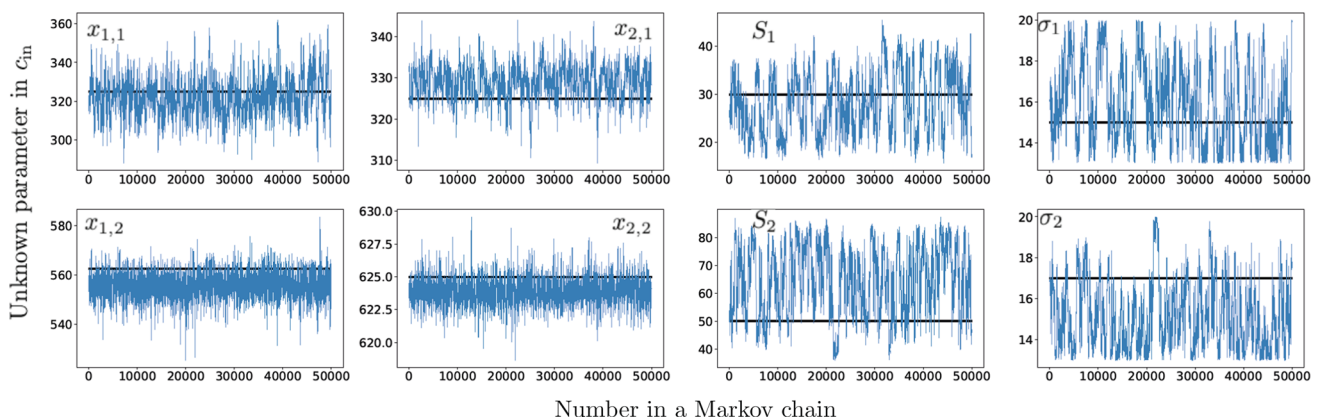 Unknown parameter in c_in
x_{1,1}
360
340
320
300
0 10000 20000 30000 40000 50000
x_{2,1}
340
330
320
310
0 10000 20000 30000 40000 50000
S_1
40
30
20
0 10000 20000 30000 40000 50000
σ_1
20
18
16
14
0 10000 20000 30000 40000 50000
x_{1,2}
580
560
540
0 10000 20000 30000 40000 50000
x_{2,2}
630.0
627.5
625.0
622.5
620.0
0 10000 20000 30000 40000 50000
S_2
80
70
60
50
40
0 10000 20000 30000 40000 50000
σ_2
20
18
16
14
0 10000 20000 30000 40000 50000
Number in a Markov chain